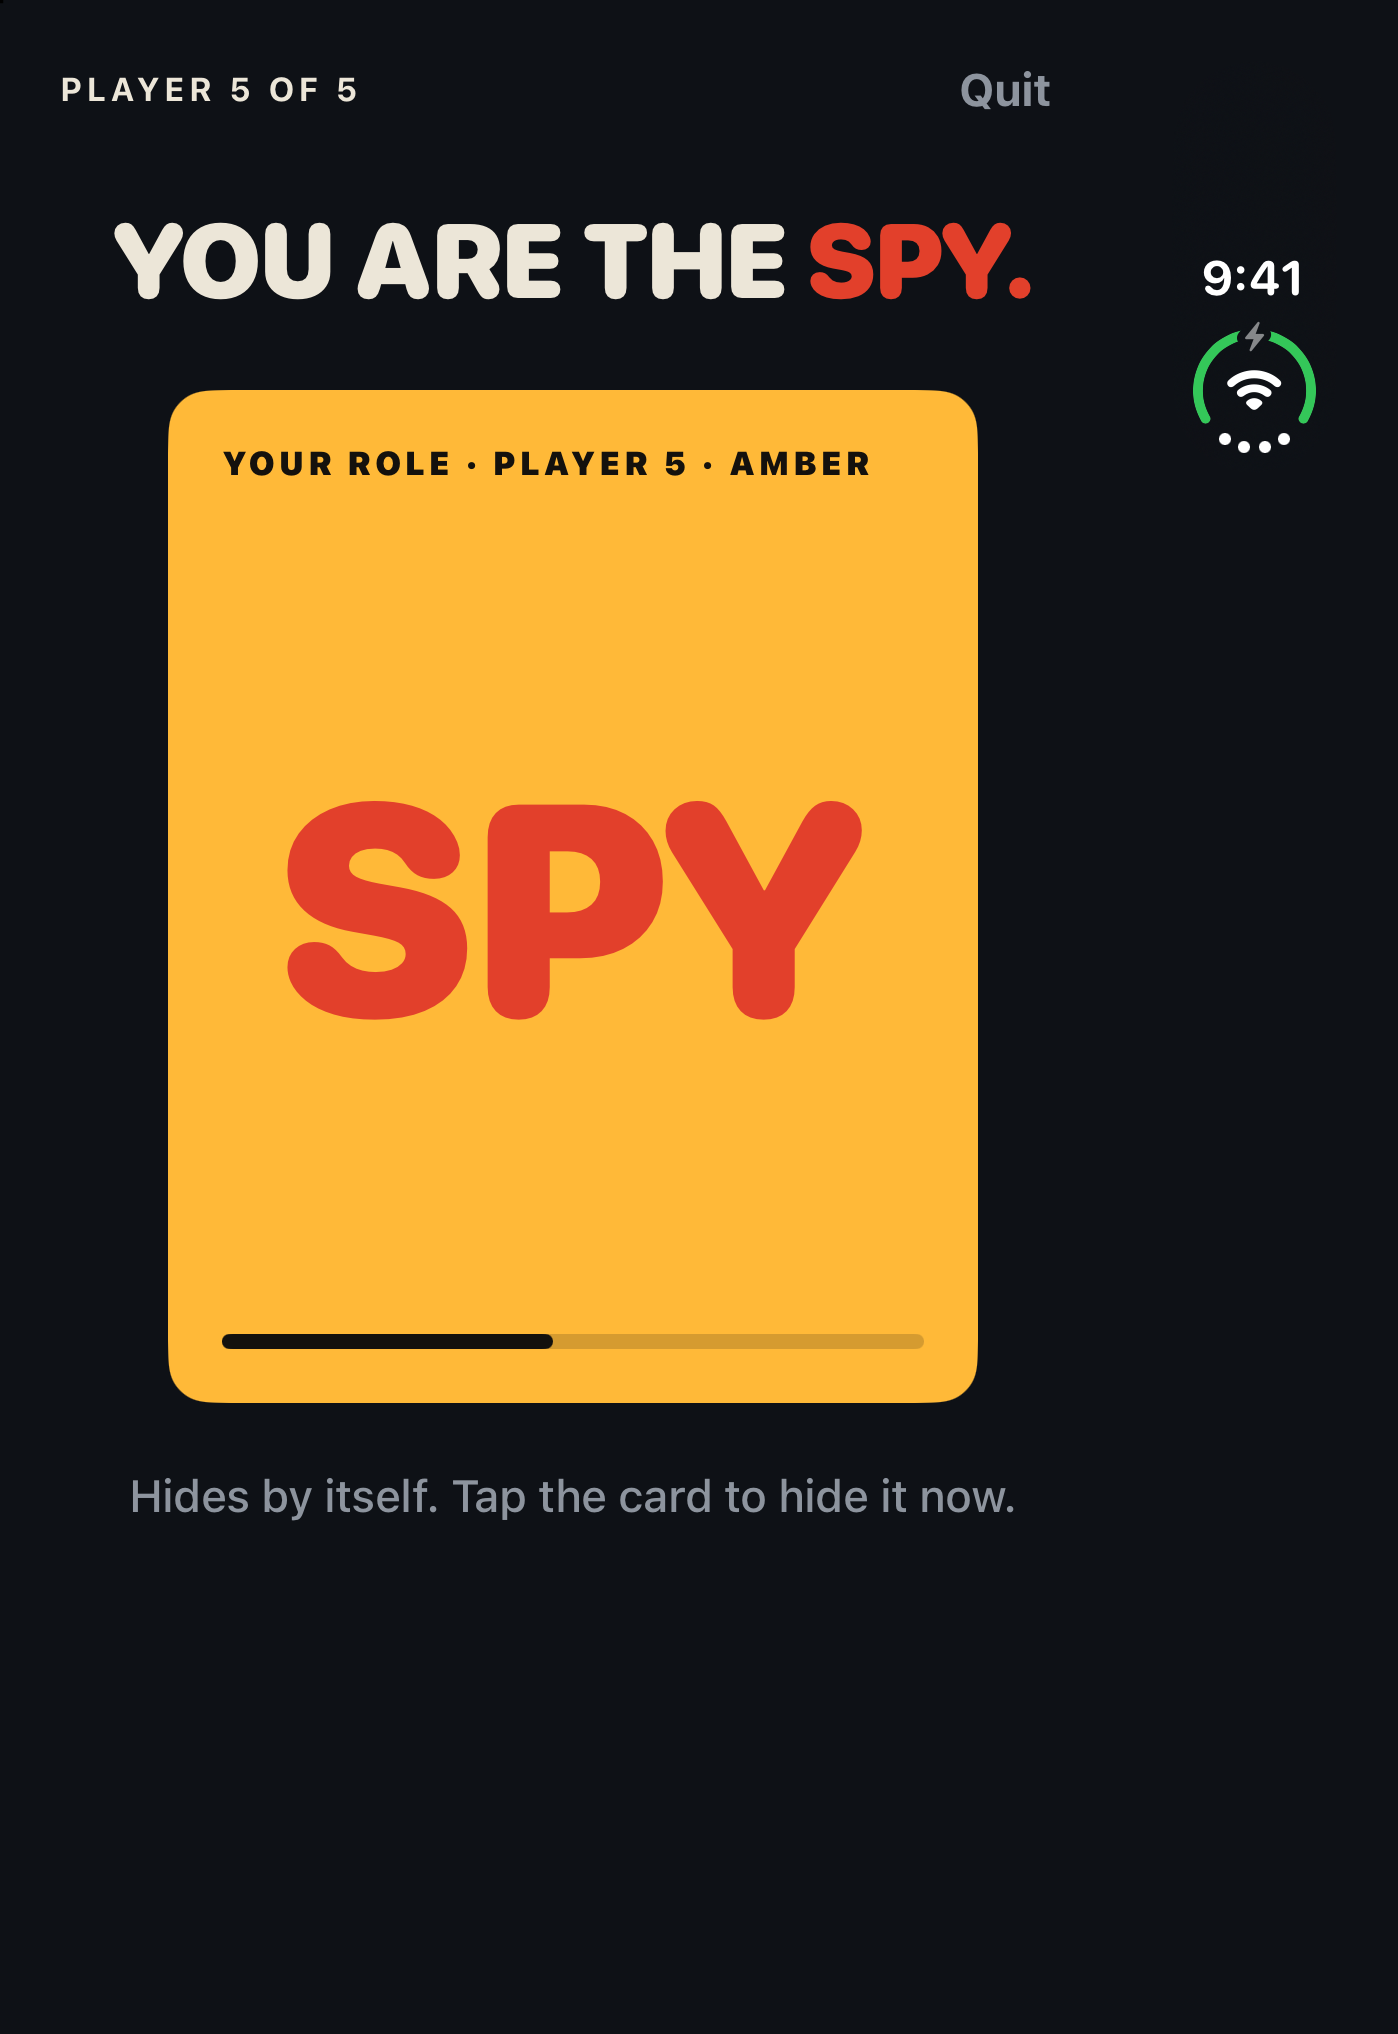 PLAYER 5 OF 5
Quit
YOU ARE THE SPY.
9:41
YOUR ROLE · PLAYER 5 · AMBER
SPY
Hides by itself. Tap the card to hide it now.